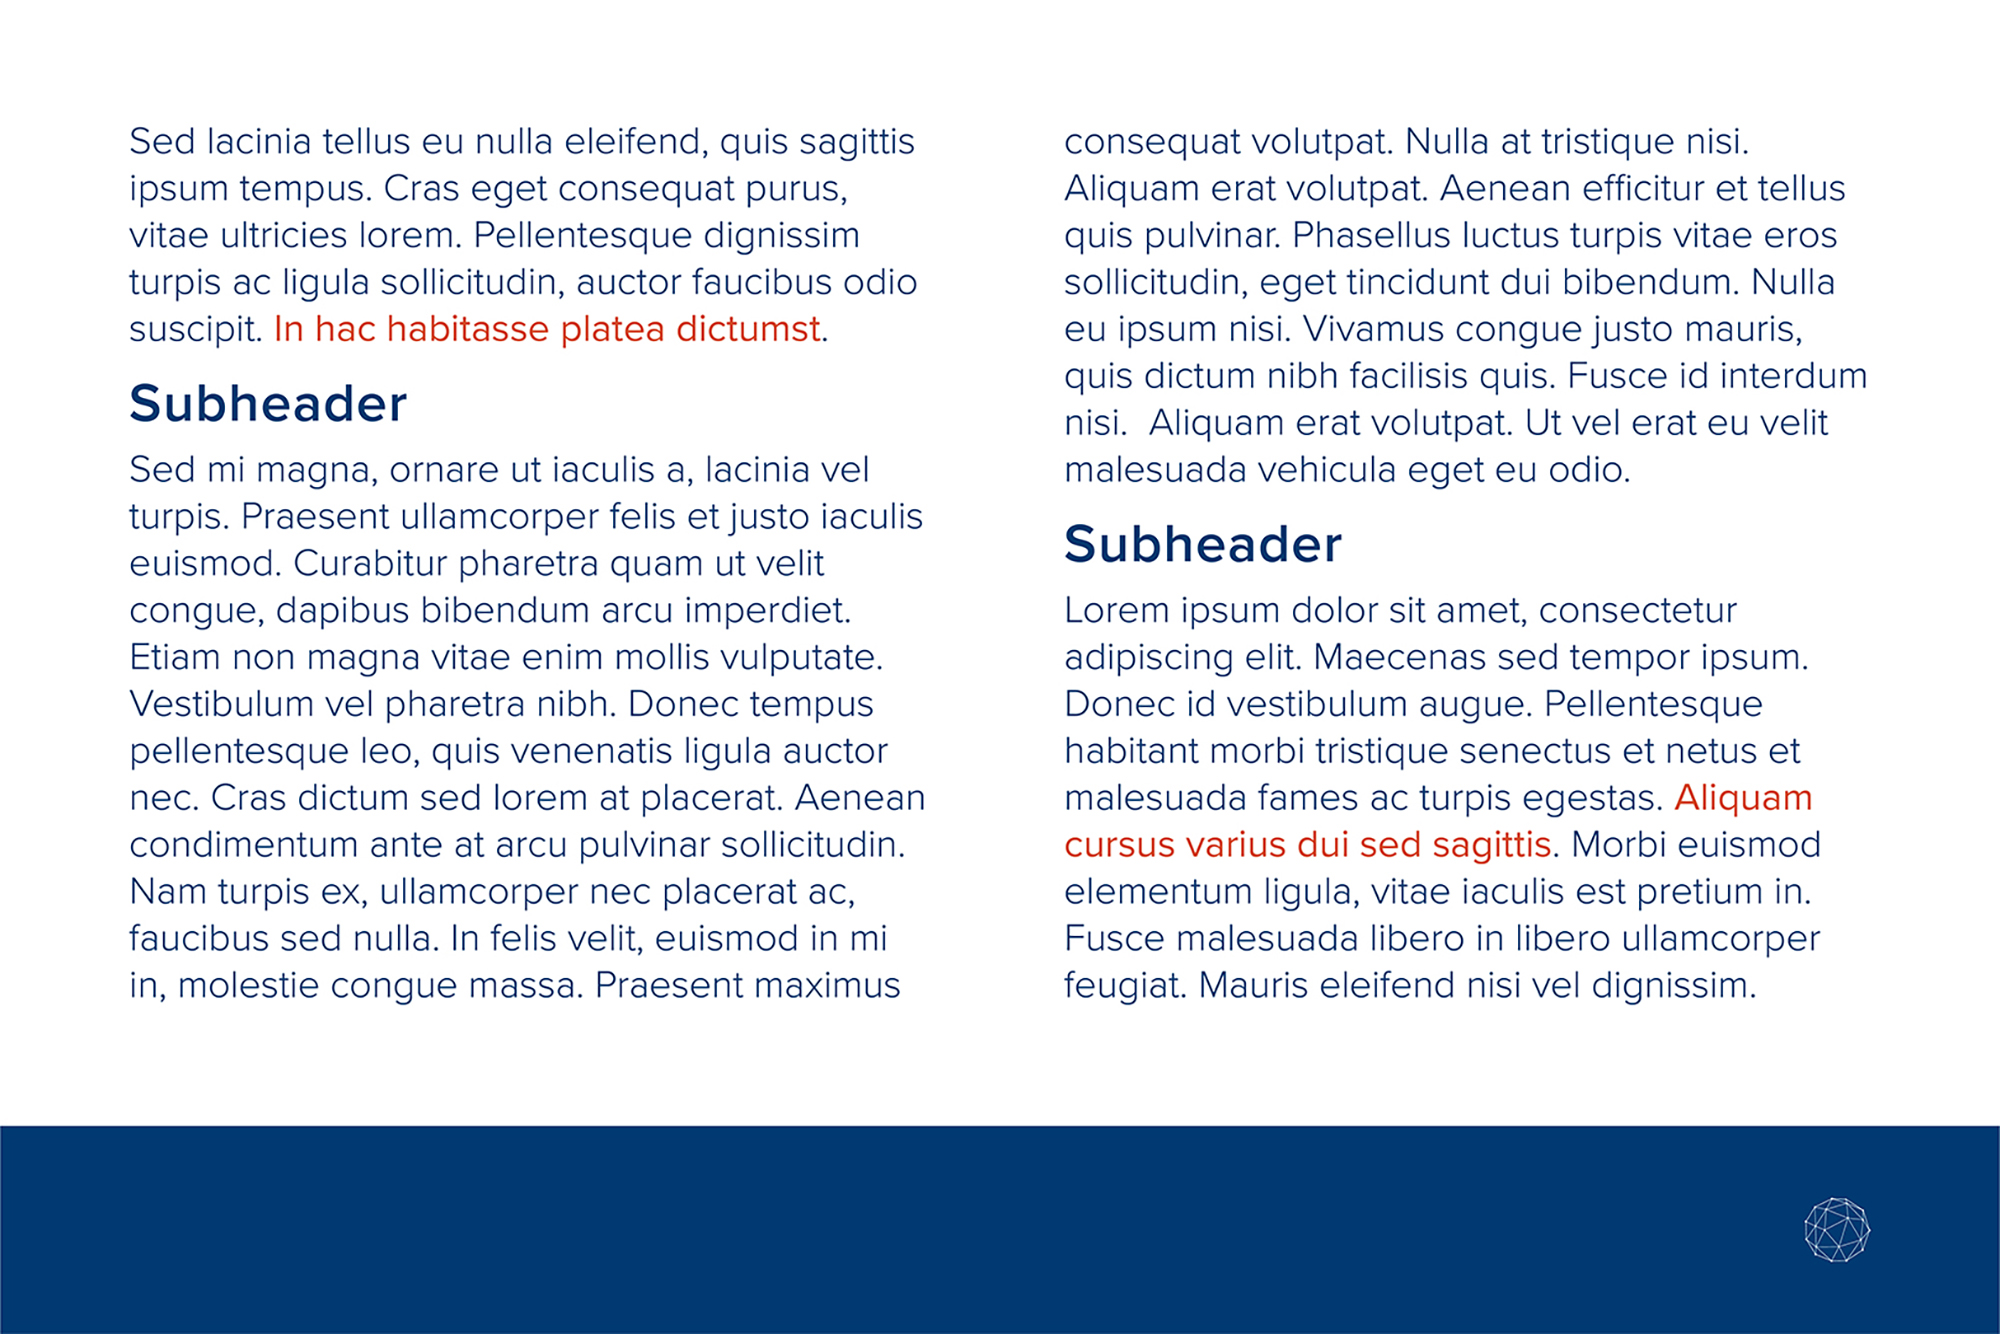 Sed lacinia tellus eu nulla eleifend, quis sagittis
ipsum tempus. Cras eget consequat purus,
vitae ultricies lorem. Pellentesque dignissim
turpis ac ligula sollicitudin, auctor faucibus odio
suscipit. In hac habitasse platea dictumst.
Subheader
Sed mi magna, ornare ut iaculis a, lacinia vel
turpis. Praesent ullamcorper felis et justo iaculis
euismod. Curabitur pharetra quam ut velit
congue, dapibus bibendum arcu imperdiet.
Etiam non magna vitae enim mollis vulputate.
Vestibulum vel pharetra nibh. Donec tempus
pellentesque leo, quis venenatis ligula auctor
nec. Cras dictum sed lorem at placerat. Aenean
condimentum ante at arcu pulvinar sollicitudin.
Nam turpis ex, ullamcorper nec placerat ac,
faucibus sed nulla. In felis velit, euismod in mi
in, molestie congue massa. Praesent maximus
consequat volutpat. Nulla at tristique nisi.
Aliquam erat volutpat. Aenean efficitur et tellus
quis pulvinar. Phasellus luctus turpis vitae eros
sollicitudin, eget tincidunt dui bibendum. Nulla
eu ipsum nisi. Vivamus congue justo mauris,
quis dictum nibh facilisis quis. Fusce id interdum
nisi.  Aliquam erat volutpat. Ut vel erat eu velit
malesuada vehicula eget eu odio.
Subheader
Lorem ipsum dolor sit amet, consectetur
adipiscing elit. Maecenas sed tempor ipsum.
Donec id vestibulum augue. Pellentesque
habitant morbi tristique senectus et netus et
malesuada fames ac turpis egestas. Aliquam
cursus varius dui sed sagittis. Morbi euismod
elementum ligula, vitae iaculis est pretium in.
Fusce malesuada libero in libero ullamcorper
feugiat. Mauris eleifend nisi vel dignissim.